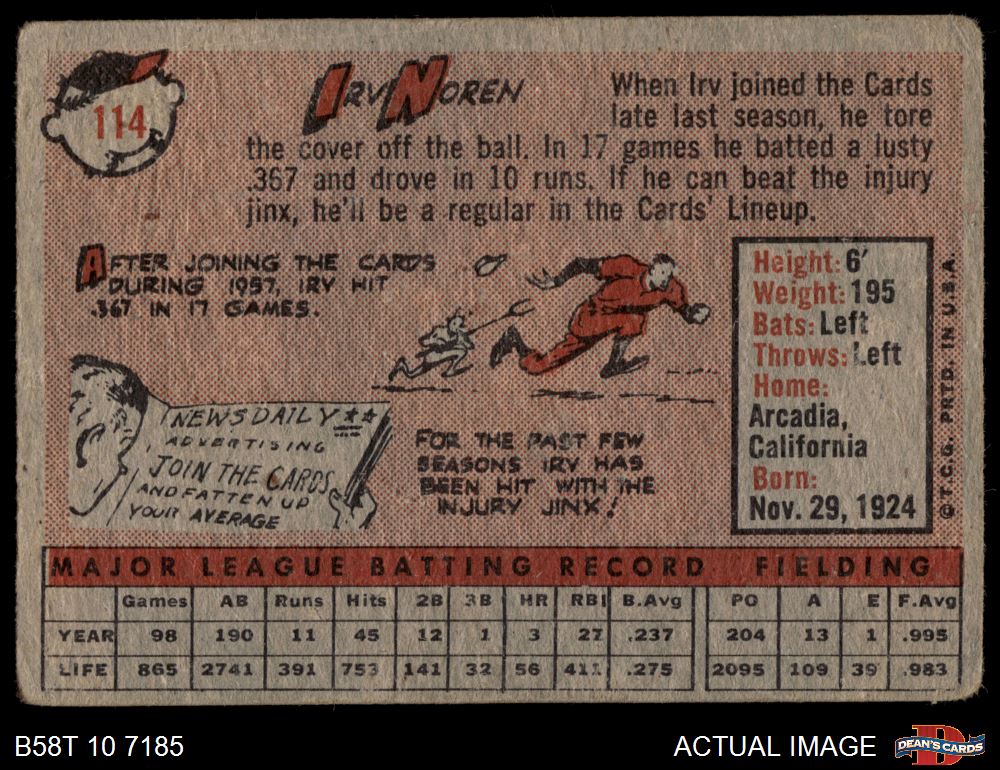 114
IRV NOREN
When Irv joined the Cards
late last season, he tore
the cover off the ball. In 17 games he batted a lusty
.367 and drove in 10 runs. If he can beat the injury
jinx, he'll be a regular in the Cards' Lineup.
AFTER JOINING THE CARDS
DURING 1957, IRV HIT
.367 IN 17 GAMES.
NEWS DAILY ★★
ADVERTISING
JOIN THE CARDS
AND FATTEN UP
YOUR AVERAGE
FOR THE PAST FEW
SEASONS IRV HAS
BEEN HIT WITH THE
INJURY JINX!
Height: 6'
Weight: 195
Bats: Left
Throws: Left
Home:
Arcadia,
California
Born:
Nov. 29, 1924
©T.C.G. PRTD. IN U.S.A.
MAJOR LEAGUE BATTING RECORD FIELDING
Games AB Runs Hits 2B 3B HR RBI B.Avg PO A E F.Avg
YEAR 98 190 11 45 12 1 3 27 .237 204 13 1 .995
LIFE 865 2741 391 753 141 32 56 411 .275 2095 109 39 .983
B58T 10 7185
ACTUAL IMAGE
D
DEAN'S CARDS